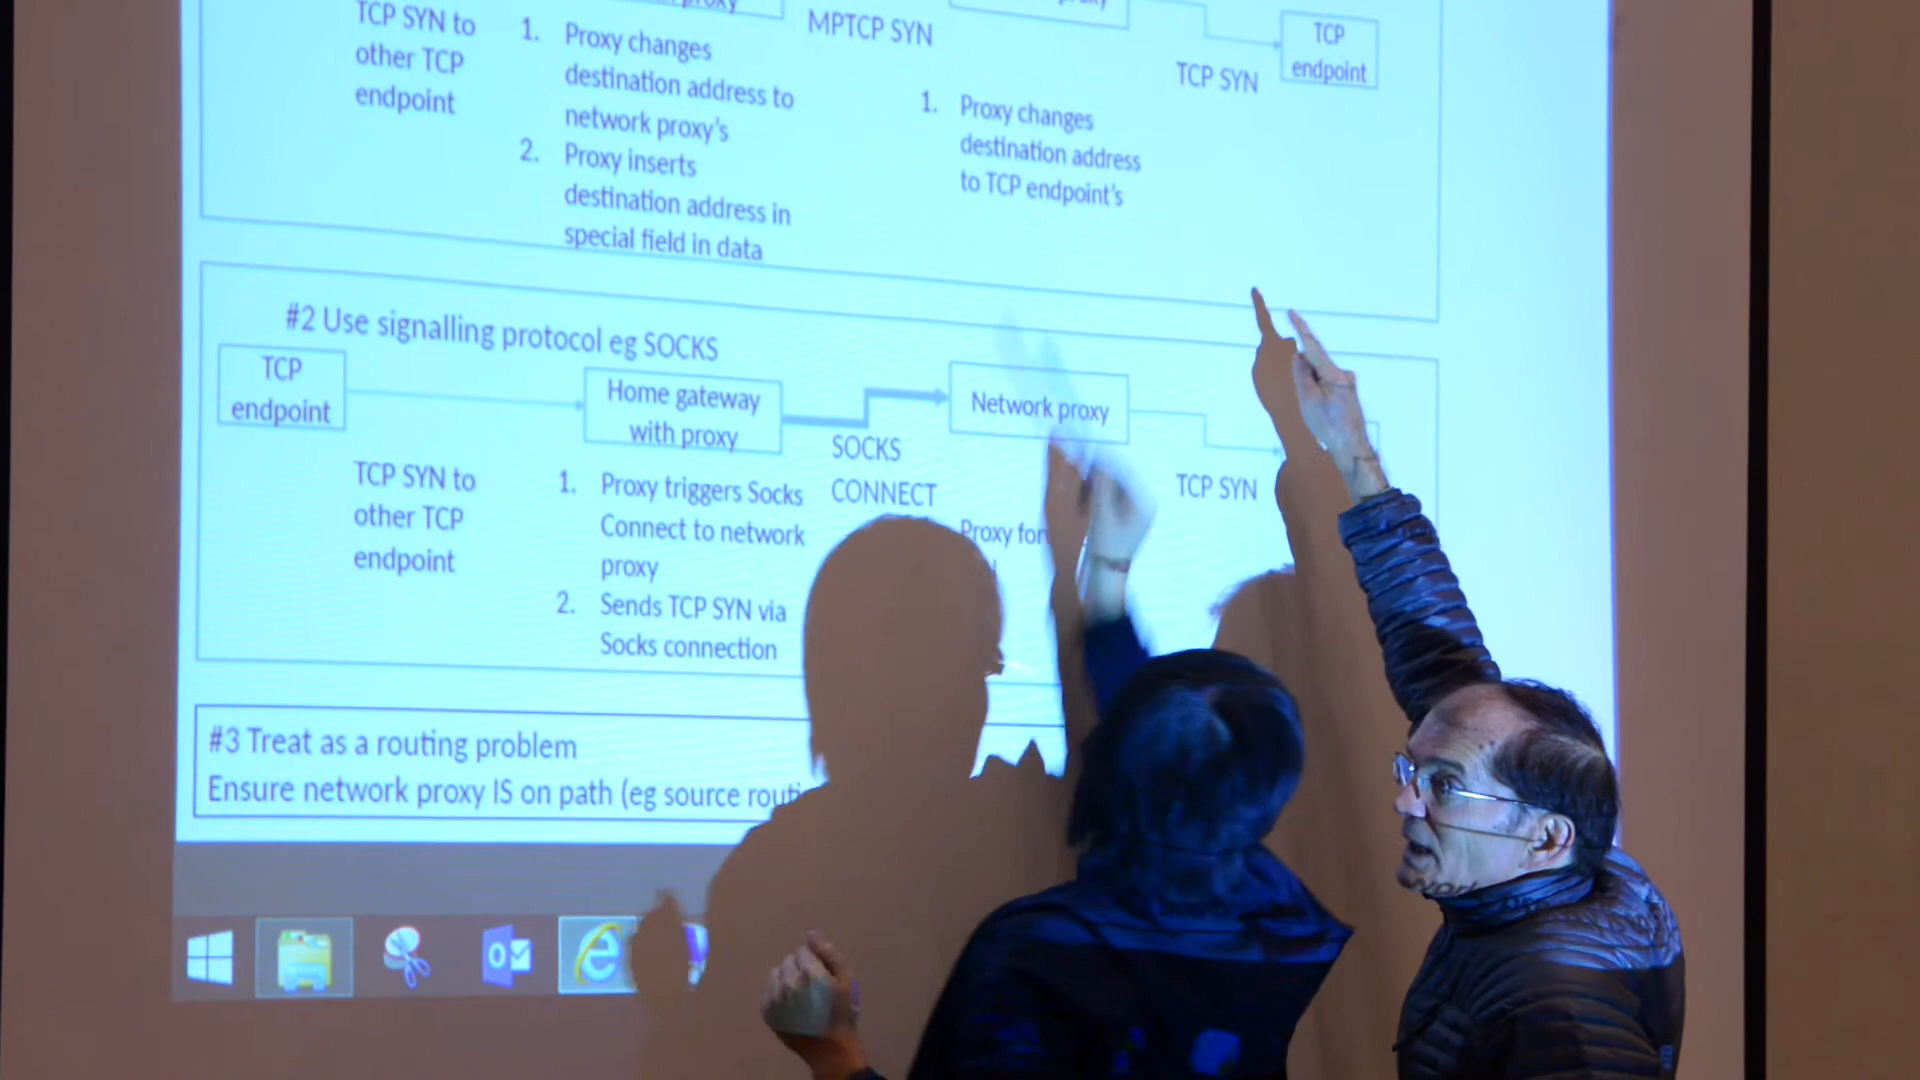 TCP SYN to
other TCP
endpoint
proxy
1. Proxy changes
destination address to
network proxy's
2. Proxy inserts
destination address in
special field in data
MPTCP SYN
1. Proxy changes
destination address
to TCP endpoint's
TCP SYN
TCP
endpoint
#2 Use signalling protocol eg SOCKS
TCP
endpoint
TCP SYN to
other TCP
endpoint
Home gateway
with proxy
1. Proxy triggers Socks
Connect to network
proxy
2. Sends TCP SYN via
Socks connection
SOCKS
CONNECT
Network proxy
Proxy for
TCP SYN
#3 Treat as a routing problem
Ensure network proxy IS on path (eg source routi